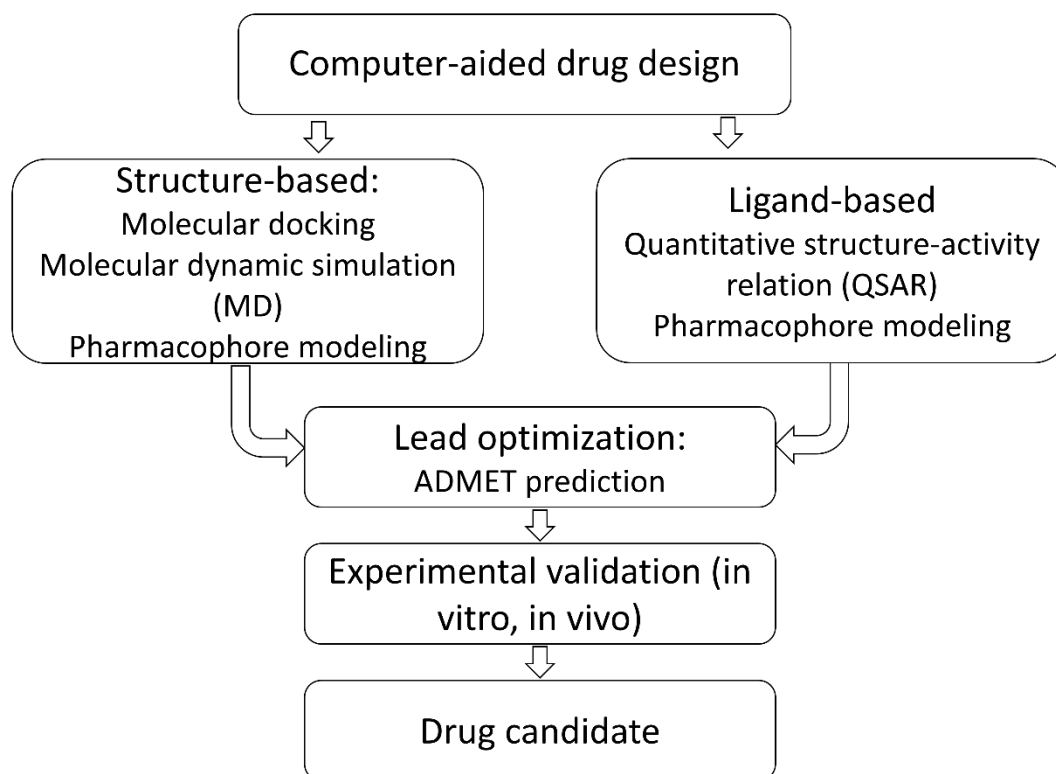 Computer-aided drug design
Structure-based:
Molecular docking
Molecular dynamic simulation
(MD)
Pharmacophore modeling
Ligand-based
Quantitative structure-activity
relation (QSAR)
Pharmacophore modeling
Lead optimization:
ADMET prediction
Experimental validation (in
vitro, in vivo)
Drug candidate